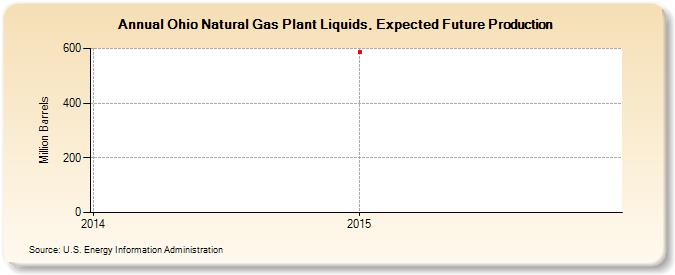 Annual Ohio Natural Gas Plant Liquids, Expected Future Production
Million Barrels
600
400
200
0
2014
2015
Source: U.S. Energy Information Administration